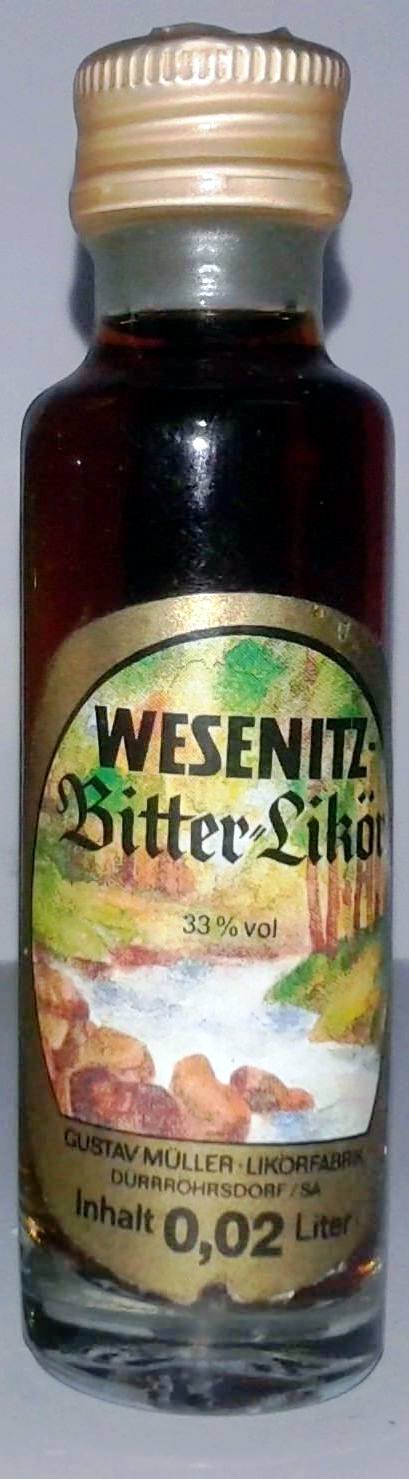 WESENITZ-
Bitter-Likör
33 % vol
GUSTAV MÜLLER · LIKÖRFABRIK
DÜRRRÖHRSDORF / SA
Inhalt 0,02 Liter